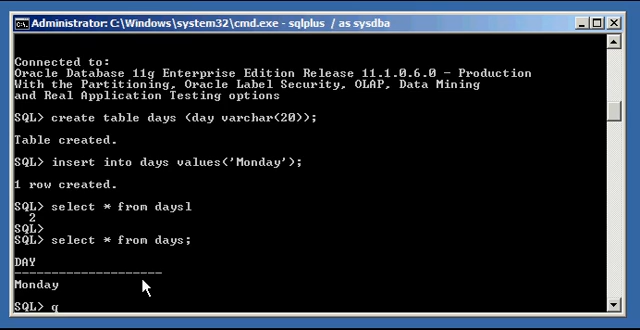 Administrator: C:\Windows\system32\cmd.exe - sqlplus / as sysdba
Connected to:
Oracle Database 11g Enterprise Edition Release 11.1.0.6.0 - Production
With the Partitioning, Oracle Label Security, OLAP, Data Mining
and Real Application Testing options
SQL> create table days (day varchar(20));
Table created.
SQL> insert into days values('Monday');
1 row created.
SQL> select * from daysl
2
SQL>
SQL> select * from days;
DAY
--------------------
Monday
SQL> q